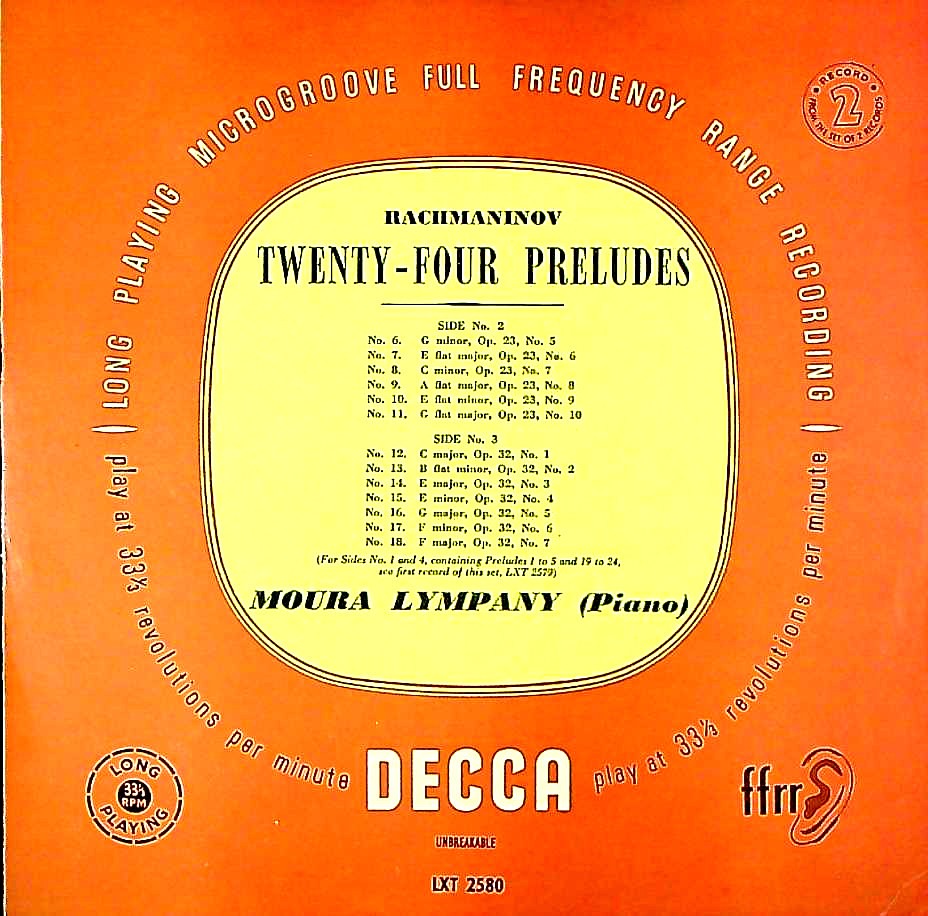 LONG PLAYING MICROGROOVE FULL FREQUENCY RANGE RECORDING
RECORD
2
FROM THE SET OF 2 RECORDS
RACHMANINOV
TWENTY-FOUR PRELUDES
SIDE No. 2
No. 6. G minor, Op. 23, No. 5
No. 7. E flat major, Op. 23, No. 6
No. 8. C minor, Op. 23, No. 7
No. 9. A flat major, Op. 23, No. 8
No. 10. E flat minor, Op. 23, No. 9
No. 11. G flat major, Op. 23, No. 10
SIDE No. 3
No. 12. C major, Op. 32, No. 1
No. 13. B flat minor, Op. 32, No. 2
No. 14. E major, Op. 32, No. 3
No. 15. E minor, Op. 32, No. 4
No. 16. G major, Op. 32, No. 5
No. 17. F minor, Op. 32, No. 6
No. 18. F major, Op. 32, No. 7
(For Sides No. 1 and 4, containing Preludes 1 to 5 and 19 to 24,
see first record of this set, LXT 2579)
MOURA LYMPANY (Piano)
play at 33⅓ revolutions per minute
play at 33⅓ revolutions per minute
LONG
33⅓
RPM
PLAYING
DECCA
ffrr
UNBREAKABLE
LXT 2580